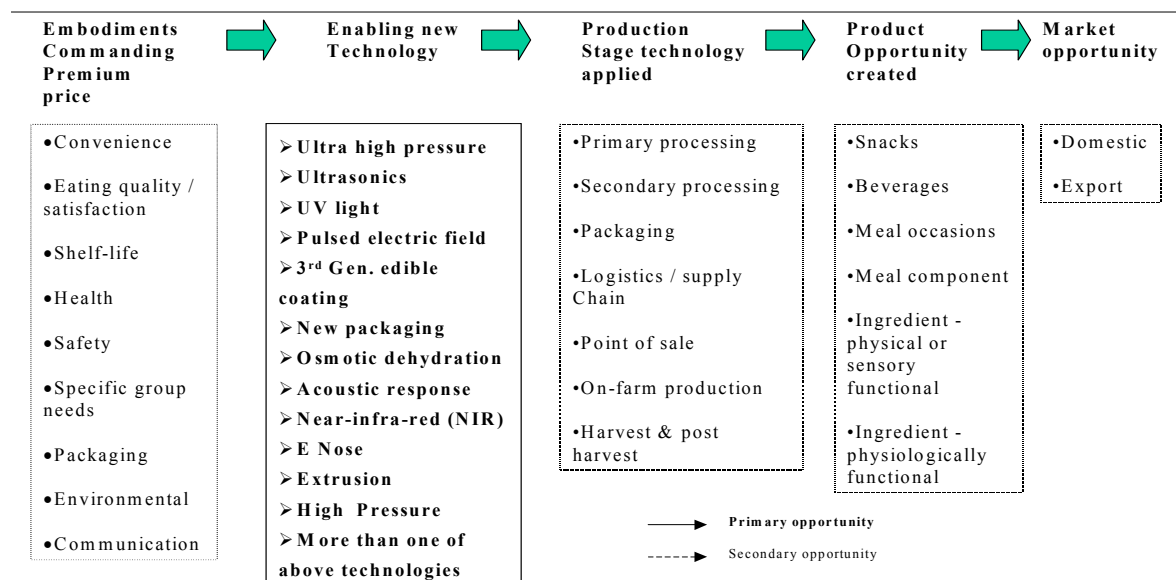 Embodiments
Commanding
Premium
price
Enabling new
Technology
Production
Stage technology
applied
Product
Opportunity
created
Market
opportunity
•Convenience
•Eating quality /
satisfaction
•Shelf-life
•Health
•Safety
•Specific group
needs
•Packaging
•Environmental
•Communication
➢Ultra high pressure
➢Ultrasonics
➢UV light
➢Pulsed electric field
➢3rd Gen. edible
coating
➢New packaging
➢Osmotic dehydration
➢Acoustic response
➢Near-infra-red (NIR)
➢E Nose
➢Extrusion
➢High Pressure
➢More than one of
above technologies
•Primary processing
•Secondary processing
•Packaging
•Logistics / supply
Chain
•Point of sale
•On-farm production
•Harvest & post
harvest
•Snacks
•Beverages
•Meal occasions
•Meal component
•Ingredient -
physical or
sensory
functional
•Ingredient -
physiologically
functional
•Domestic
•Export
Primary opportunity
Secondary opportunity